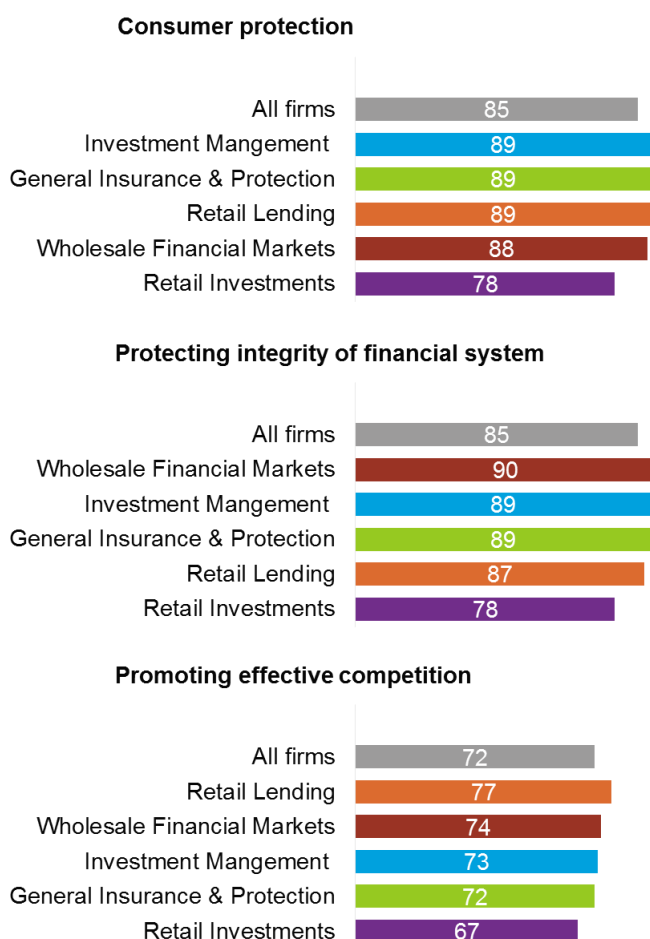 Consumer protection
All firms 85
Investment Mangement 89
General Insurance & Protection 89
Retail Lending 89
Wholesale Financial Markets 88
Retail Investments 78
Protecting integrity of financial system
All firms 85
Wholesale Financial Markets 90
Investment Mangement 89
General Insurance & Protection 89
Retail Lending 87
Retail Investments 78
Promoting effective competition
All firms 72
Retail Lending 77
Wholesale Financial Markets 74
Investment Mangement 73
General Insurance & Protection 72
Retail Investments 67